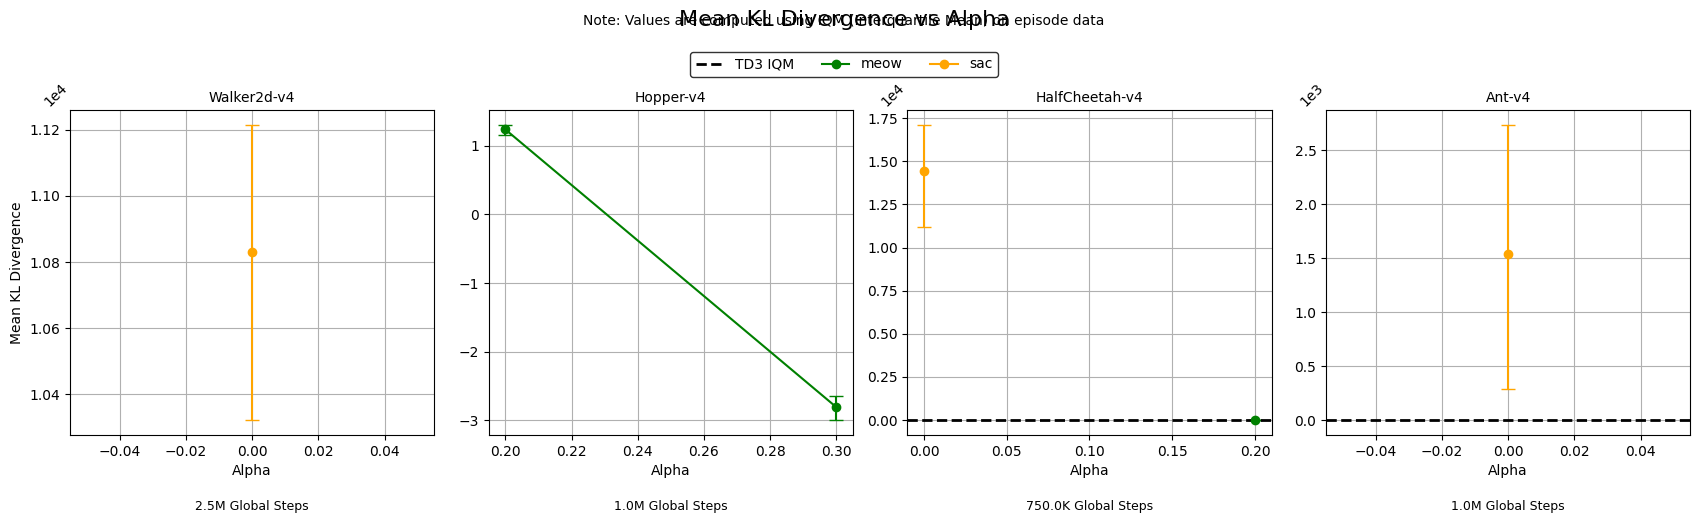 Mean KL Divergence vs Alpha
Note: Values are computed using IQM (Interquartile Mean) on episode data
TD3 IQM meow sac
1e4 Walker2d-v4 Hopper-v4 1e4 HalfCheetah-v4 1e3 Ant-v4
Mean KL Divergence
1.12
1.10
1.08
1.06
1.04
−0.04 −0.02 0.00 0.02 0.04
Alpha
2.5M Global Steps
1
0
−1
−2
−3
0.20 0.22 0.24 0.26 0.28 0.30
Alpha
1.0M Global Steps
1.75
1.50
1.25
1.00
0.75
0.50
0.25
0.00
0.00 0.05 0.10 0.15 0.20
Alpha
750.0K Global Steps
2.5
2.0
1.5
1.0
0.5
0.0
−0.04 −0.02 0.00 0.02 0.04
Alpha
1.0M Global Steps